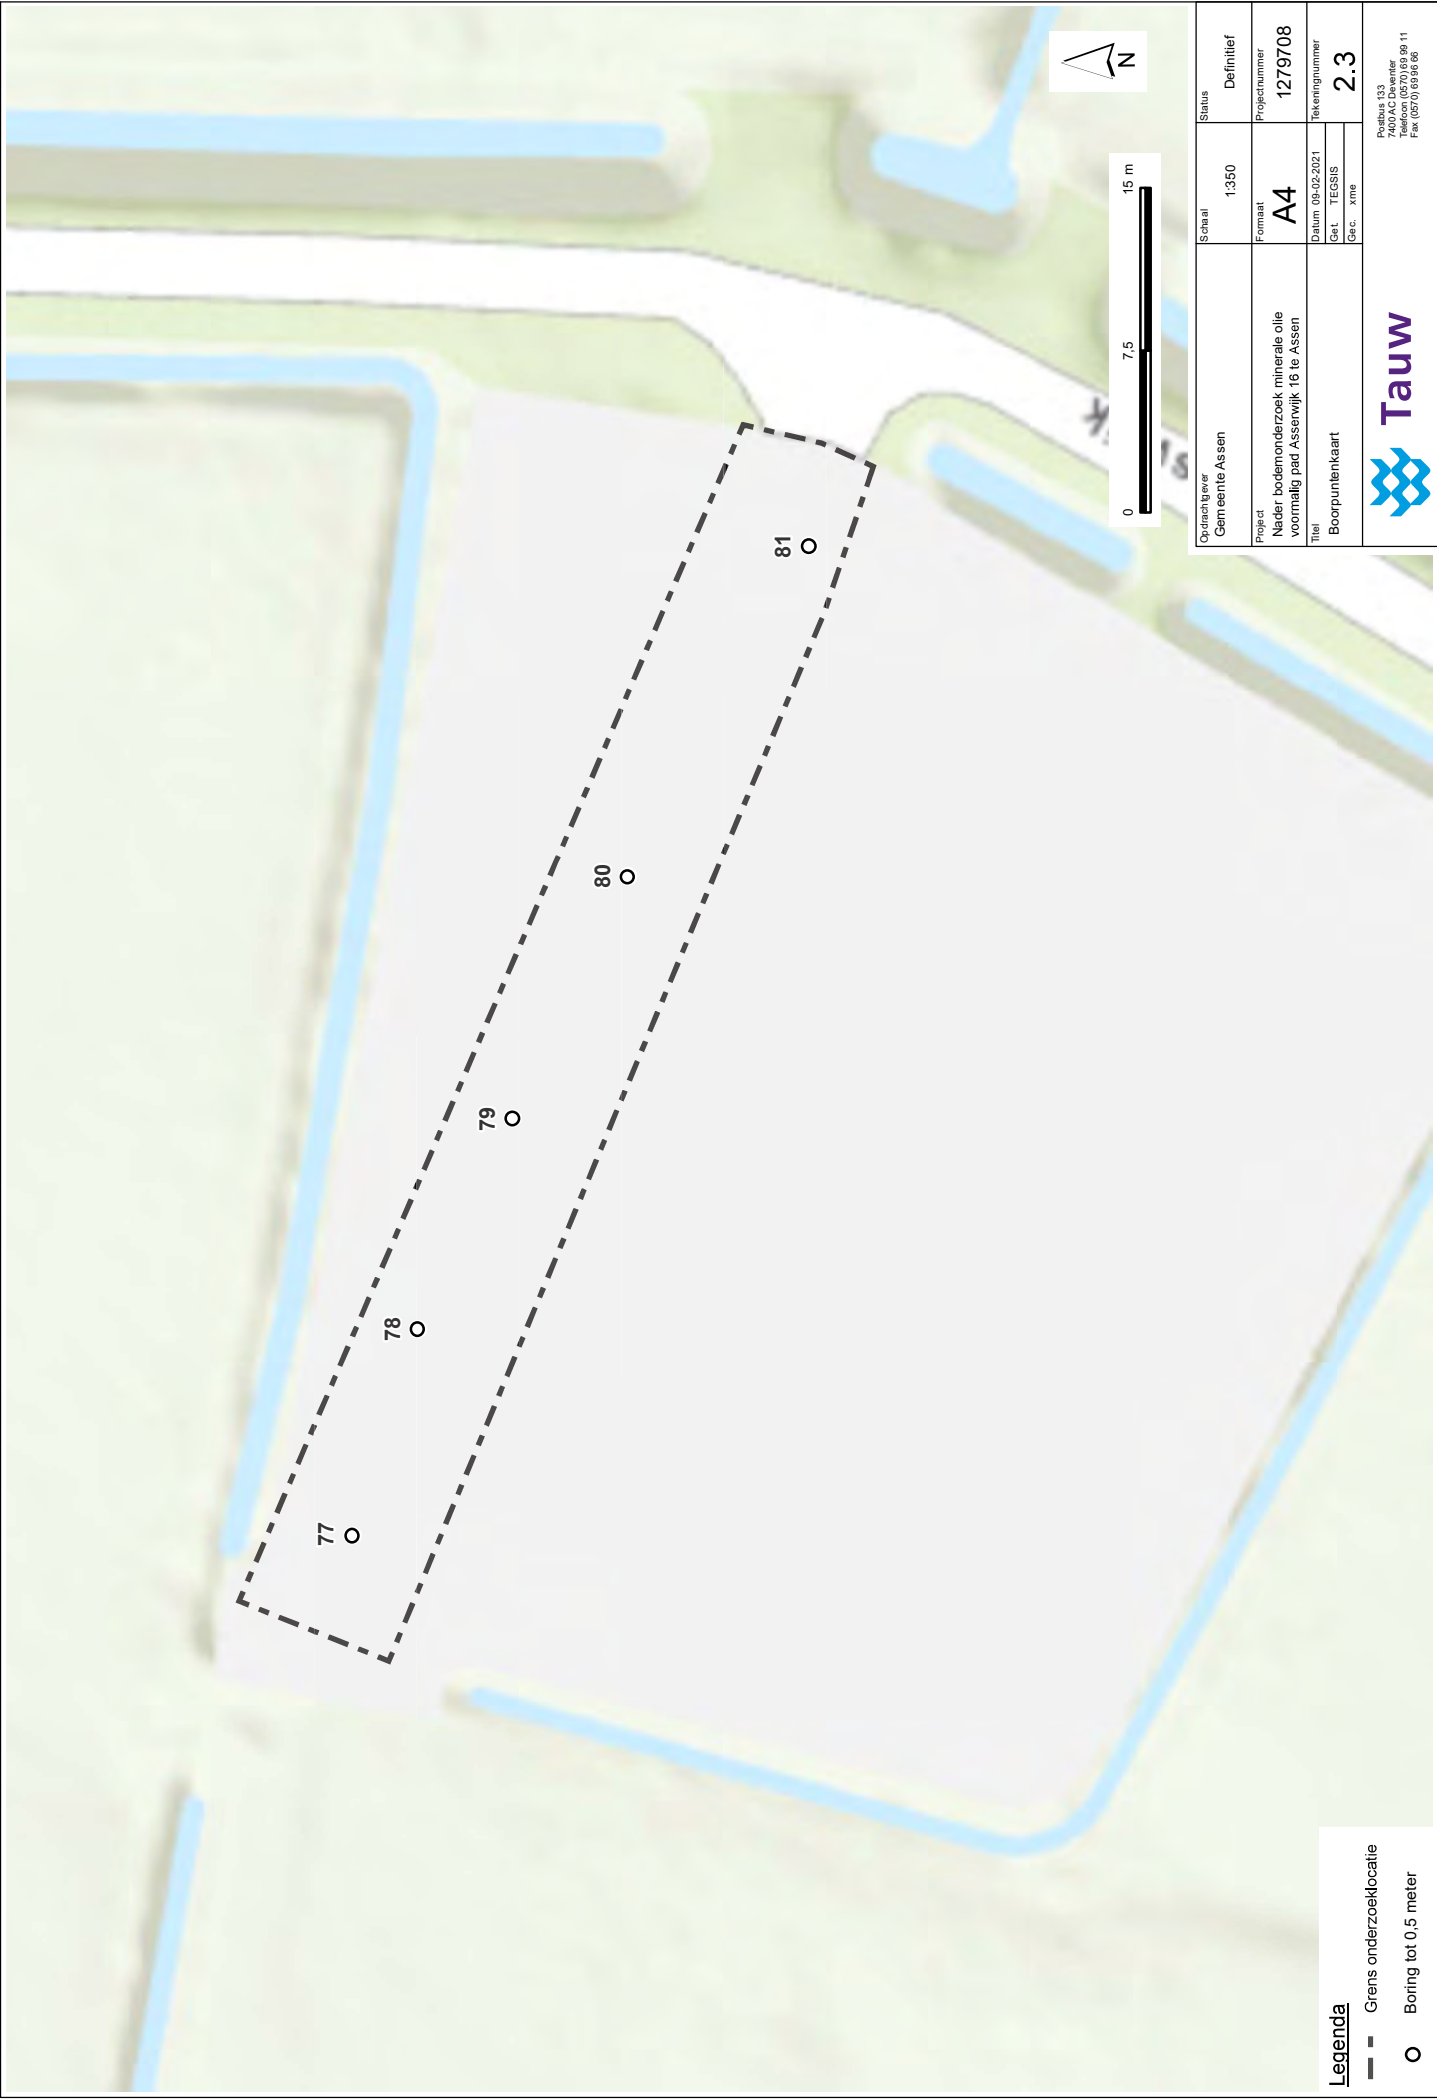 77
78
79
80
81
N
0
7,5
15 m
Legenda
Grens onderzoeklocatie
Boring tot 0,5 meter
Opdrachtgever
Gemeente Assen
Schaal
1:350
Status
Definitief
Project
Nader bodemonderzoek minerale olie
voormalig pad Asserwijk 16 te Assen
Formaat
A4
Projectnummer
1279708
Titel
Boorpuntenkaart
Datum 09-02-2021
Get. TEGSIS
Gec. xme
Tekeningnummer
2.3
Tauw
Postbus 133
7400 AC Deventer
Telefoon (0570) 69 99 11
Fax (0570) 69 96 66